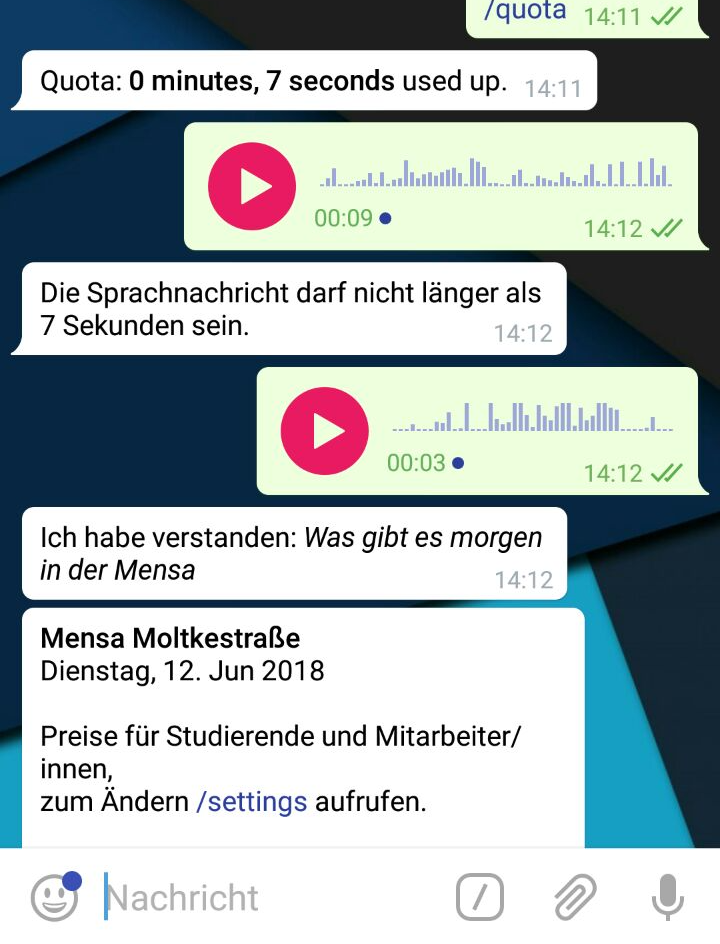 /quota 14:11
Quota: 0 minutes, 7 seconds used up. 14:11
00:09
14:12
Die Sprachnachricht darf nicht länger als
7 Sekunden sein. 14:12
00:03
14:12
Ich habe verstanden: Was gibt es morgen
in der Mensa 14:12
Mensa Moltkestraße
Dienstag, 12. Jun 2018
Preise für Studierende und Mitarbeiter/
innen,
zum Ändern /settings aufrufen.
Nachricht